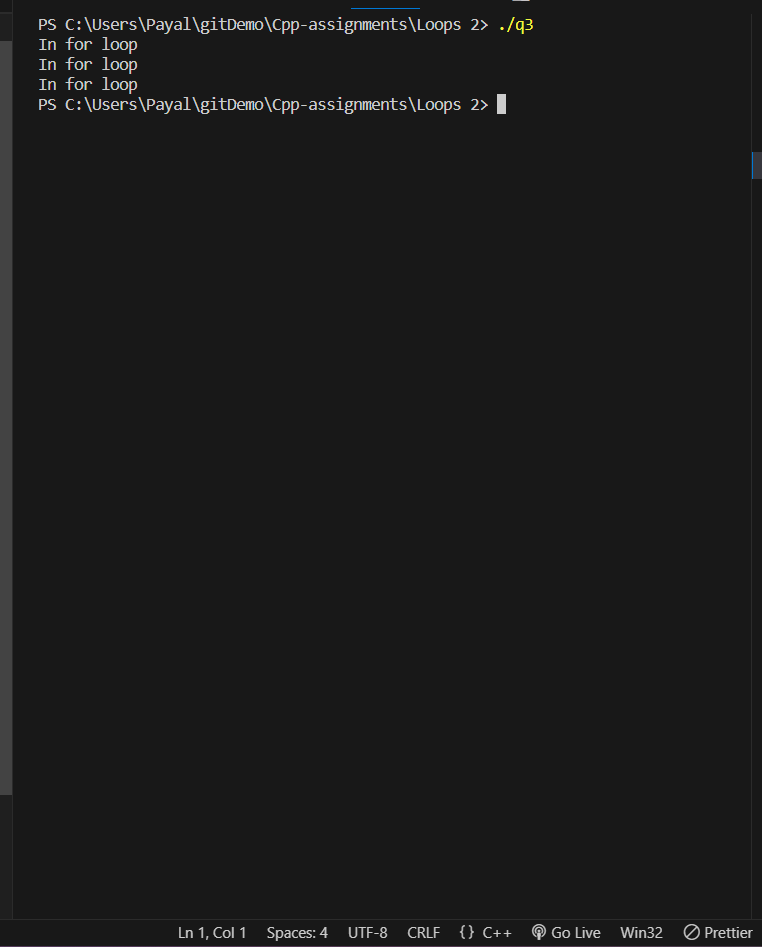 PS C:\Users\Payal\gitDemo\Cpp-assignments\Loops 2> ./q3
In for loop
In for loop
In for loop
PS C:\Users\Payal\gitDemo\Cpp-assignments\Loops 2>
Ln 1, Col 1 Spaces: 4 UTF-8 CRLF {} C++ Go Live Win32 Prettier